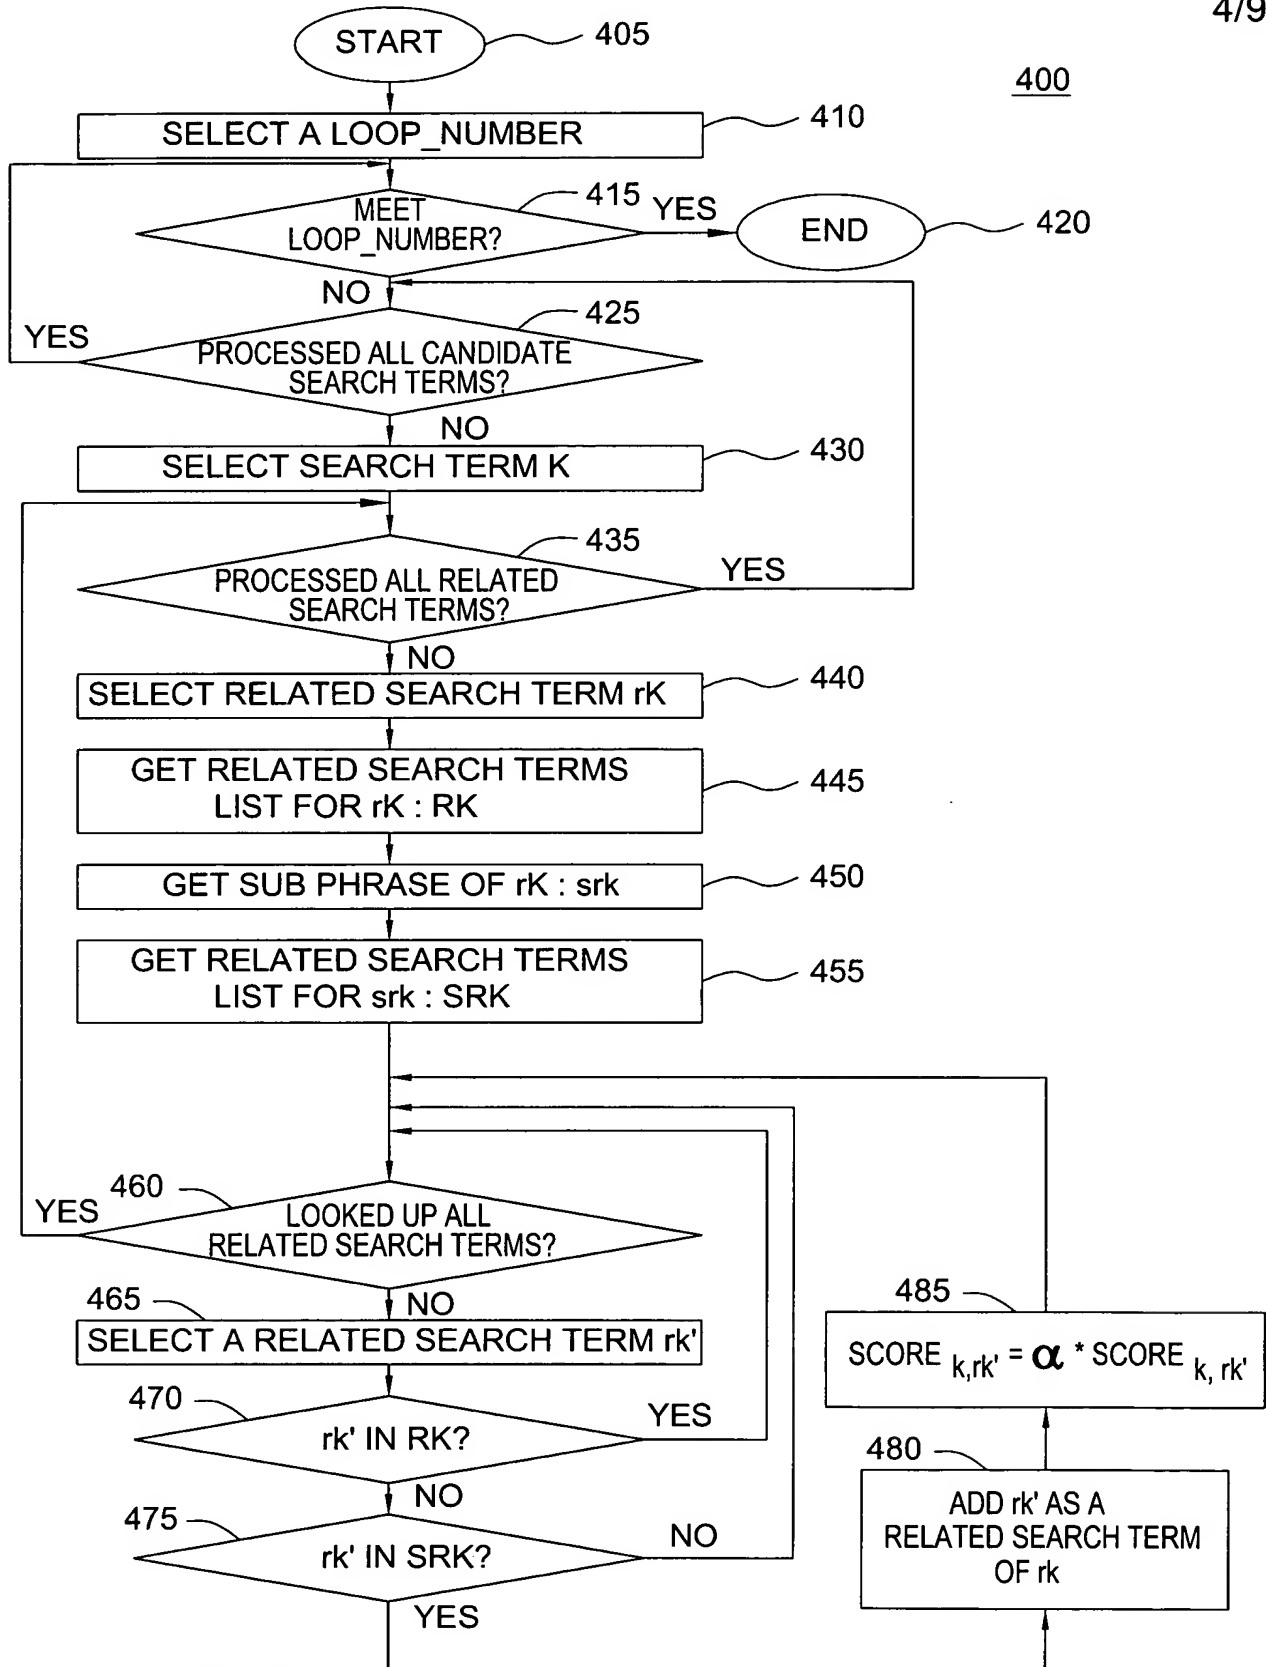 4/9
START
405
400
SELECT A LOOP_NUMBER
410
MEET
LOOP_NUMBER?
415
YES
END
420
NO
425
YES
PROCESSED ALL CANDIDATE
SEARCH TERMS?
NO
SELECT SEARCH TERM K
430
435
PROCESSED ALL RELATED
SEARCH TERMS?
YES
NO
SELECT RELATED SEARCH TERM rK
440
GET RELATED SEARCH TERMS
LIST FOR rK : RK
445
GET SUB PHRASE OF rK : srk
450
GET RELATED SEARCH TERMS
LIST FOR srk : SRK
455
460
YES
LOOKED UP ALL
RELATED SEARCH TERMS?
NO
465
SELECT A RELATED SEARCH TERM rk'
470
rk' IN RK?
YES
NO
475
rk' IN SRK?
NO
YES
485
SCORE k,rk' = α * SCORE k, rk'
480
ADD rk' AS A
RELATED SEARCH TERM
OF rk